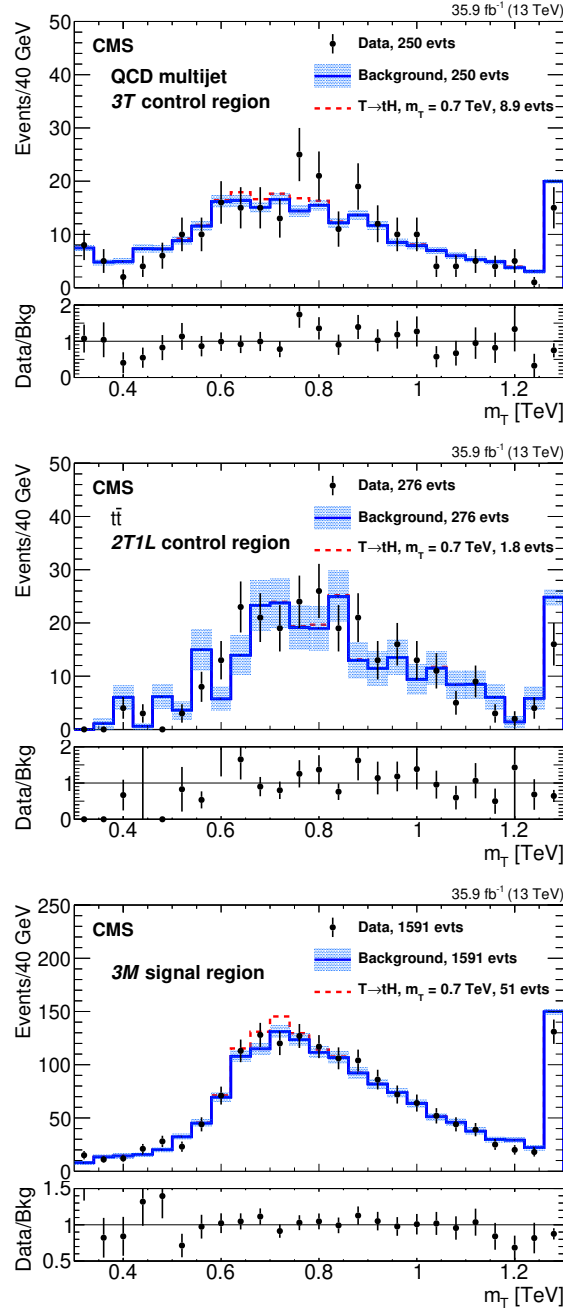 35.9 fb⁻¹ (13 TeV)
50
40
30
20
10
0
Events/40 GeV
CMS
QCD multijet
3T control region
Data, 250 evts
Background, 250 evts
T→tH, m_T = 0.7 TeV, 8.9 evts
2
1
0
Data/Bkg
0.4 0.6 0.8 1 1.2
m_T [TeV]
35.9 fb⁻¹ (13 TeV)
50
40
30
20
10
0
Events/40 GeV
CMS
tt̄
2T1L control region
Data, 276 evts
Background, 276 evts
T→tH, m_T = 0.7 TeV, 1.8 evts
2
1
0
Data/Bkg
0.4 0.6 0.8 1 1.2
m_T [TeV]
35.9 fb⁻¹ (13 TeV)
250
200
150
100
50
0
Events/40 GeV
CMS
3M signal region
Data, 1591 evts
Background, 1591 evts
T→tH, m_T = 0.7 TeV, 51 evts
1.5
1
0.5
Data/Bkg
0.4 0.6 0.8 1 1.2
m_T [TeV]